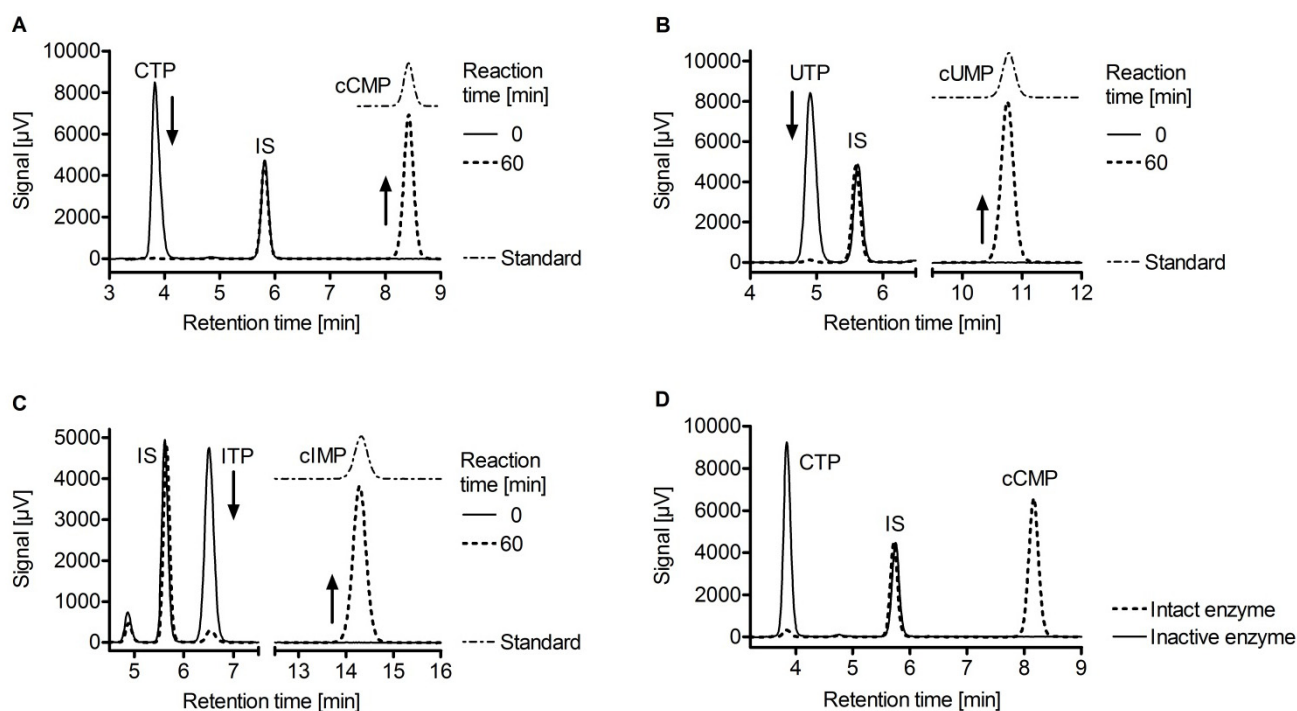 A
10000
8000
6000
4000
2000
0
Signal [µV]
CTP
IS
cCMP
3 4 5 6 7 8 9
Retention time [min]
Reaction
time [min]
0
60
Standard
B
10000
8000
6000
4000
2000
0
Signal [µV]
UTP
IS
cUMP
4 5 6 10 11 12
Retention time [min]
Reaction
time [min]
0
60
Standard
C
5000
4000
3000
2000
1000
0
Signal [µV]
IS ITP
cIMP
5 6 7 13 14 15 16
Retention time [min]
Reaction
time [min]
0
60
Standard
D
10000
8000
6000
4000
2000
0
Signal [µV]
CTP
IS
cCMP
4 5 6 7 8 9
Retention time [min]
Intact enzyme
Inactive enzyme